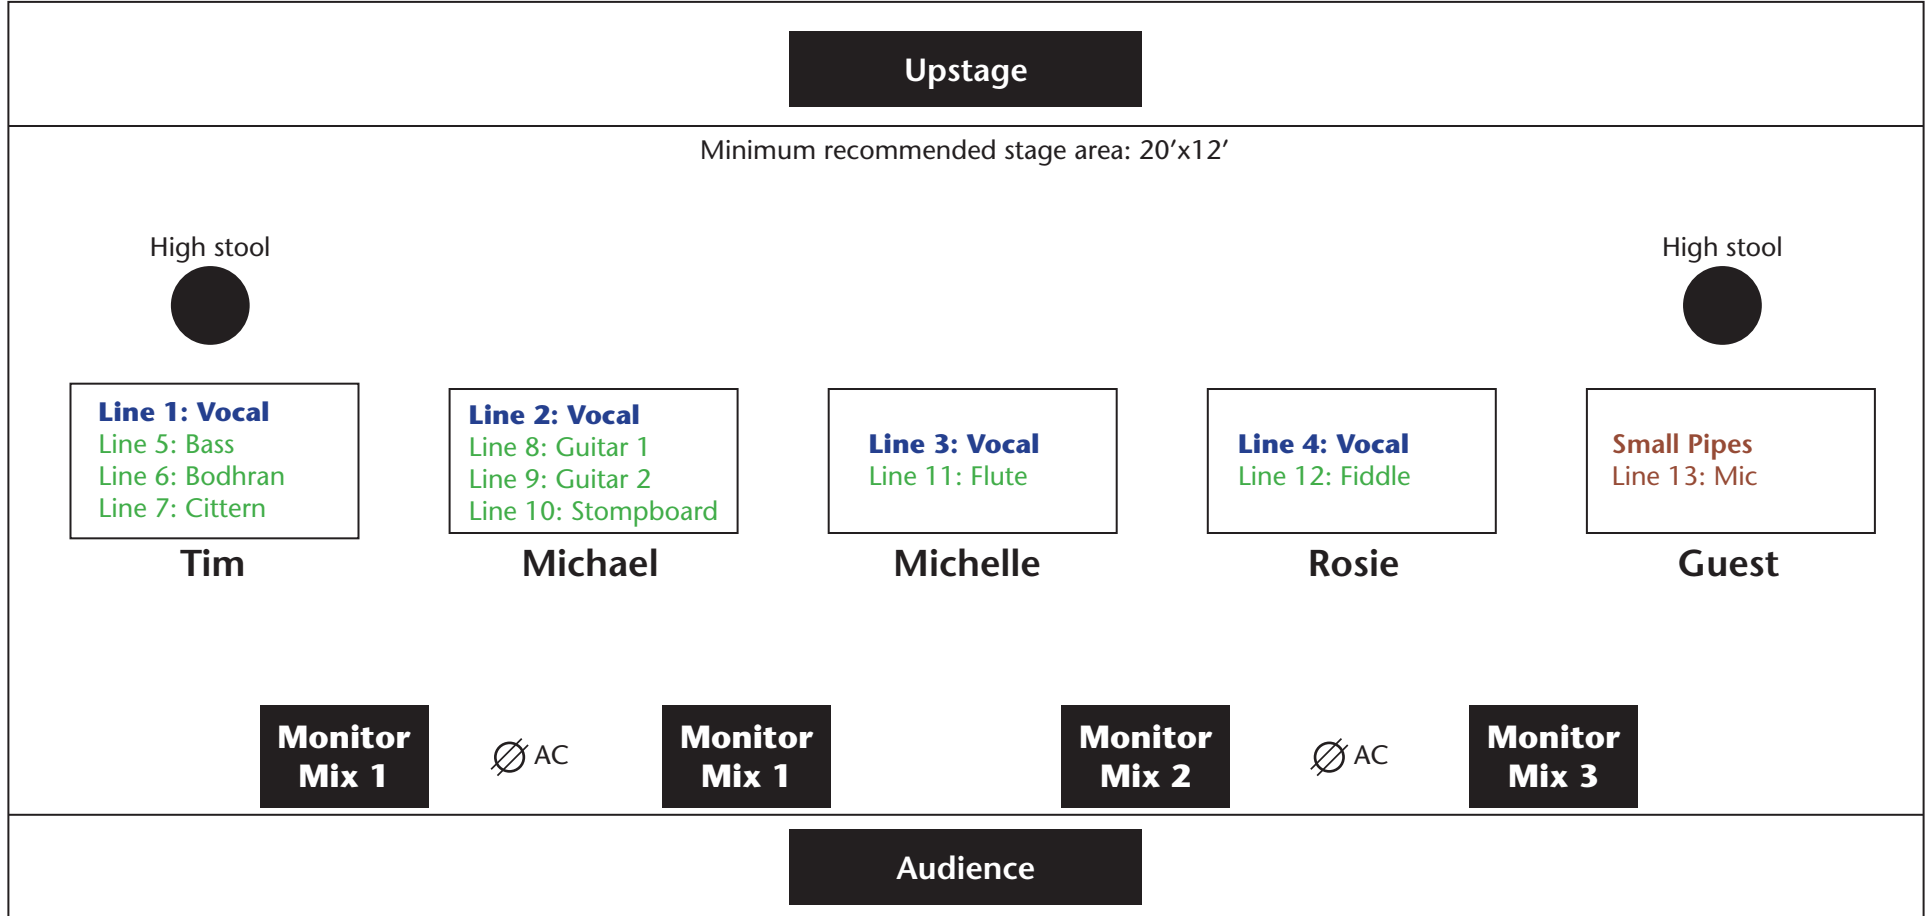 Upstage
Minimum recommended stage area: 20′x12′
High stool
High stool
Line 1: Vocal
Line 5: Bass
Line 6: Bodhran
Line 7: Cittern
Tim
Line 2: Vocal
Line 8: Guitar 1
Line 9: Guitar 2
Line 10: Stompboard
Michael
Line 3: Vocal
Line 11: Flute
Michelle
Line 4: Vocal
Line 12: Fiddle
Rosie
Small Pipes
Line 13: Mic
Guest
Monitor
Mix 1
AC
Monitor
Mix 1
Monitor
Mix 2
AC
Monitor
Mix 3
Audience